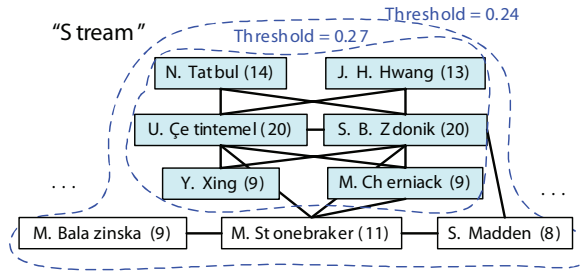 Threshold = 0.24
"Stream"
Threshold = 0.27
N. Tatbul (14) J. H. Hwang (13)
U. Çetintemel (20) S. B. Zdonik (20)
Y. Xing (9) M. Cherniack (9)
... ...
M. Balazinska (9) M. Stonebraker (11) S. Madden (8)